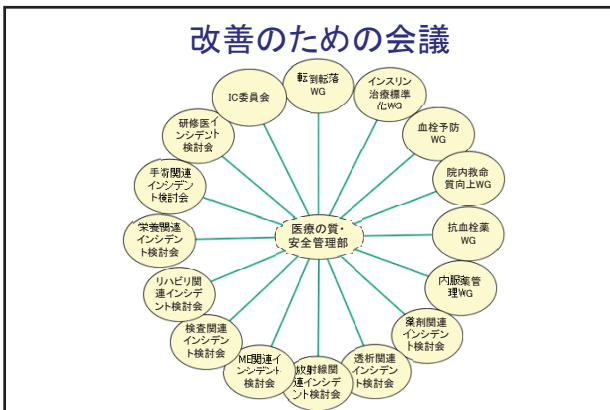 改善のための会議
転倒転落
WG
インスリン
治療標準
化WG
血栓予防
WG
院内救命
質向上WG
抗血栓薬
WG
内服薬管
理WG
薬剤関連
インシデン
ト検討会
透析関連
インシデン
ト検討会
放射線関
連インシデ
ント検討会
ME関連イ
ンシデント
検討会
検査関連
インシデン
ト検討会
リハビリ関
連インシデ
ント検討会
栄養関連
インシデン
ト検討会
手術関連
インシデン
ト検討会
研修医イ
ンシデント
検討会
IC委員会
医療の質・
安全管理部